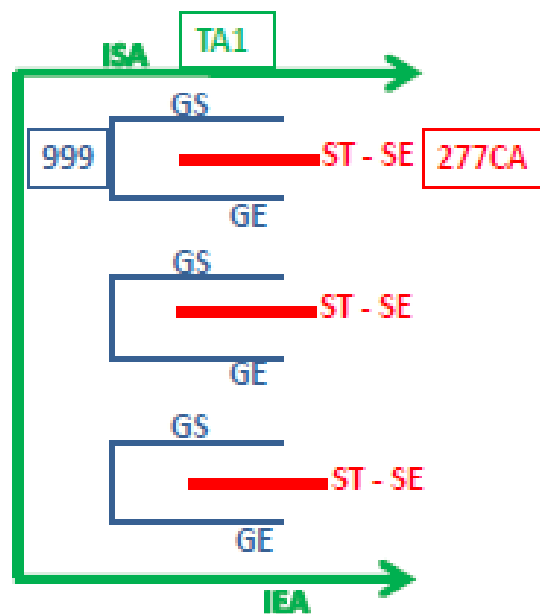 TA1
ISA
GS
999
ST - SE
277CA
GE
GS
ST - SE
GE
GS
ST - SE
GE
IEA